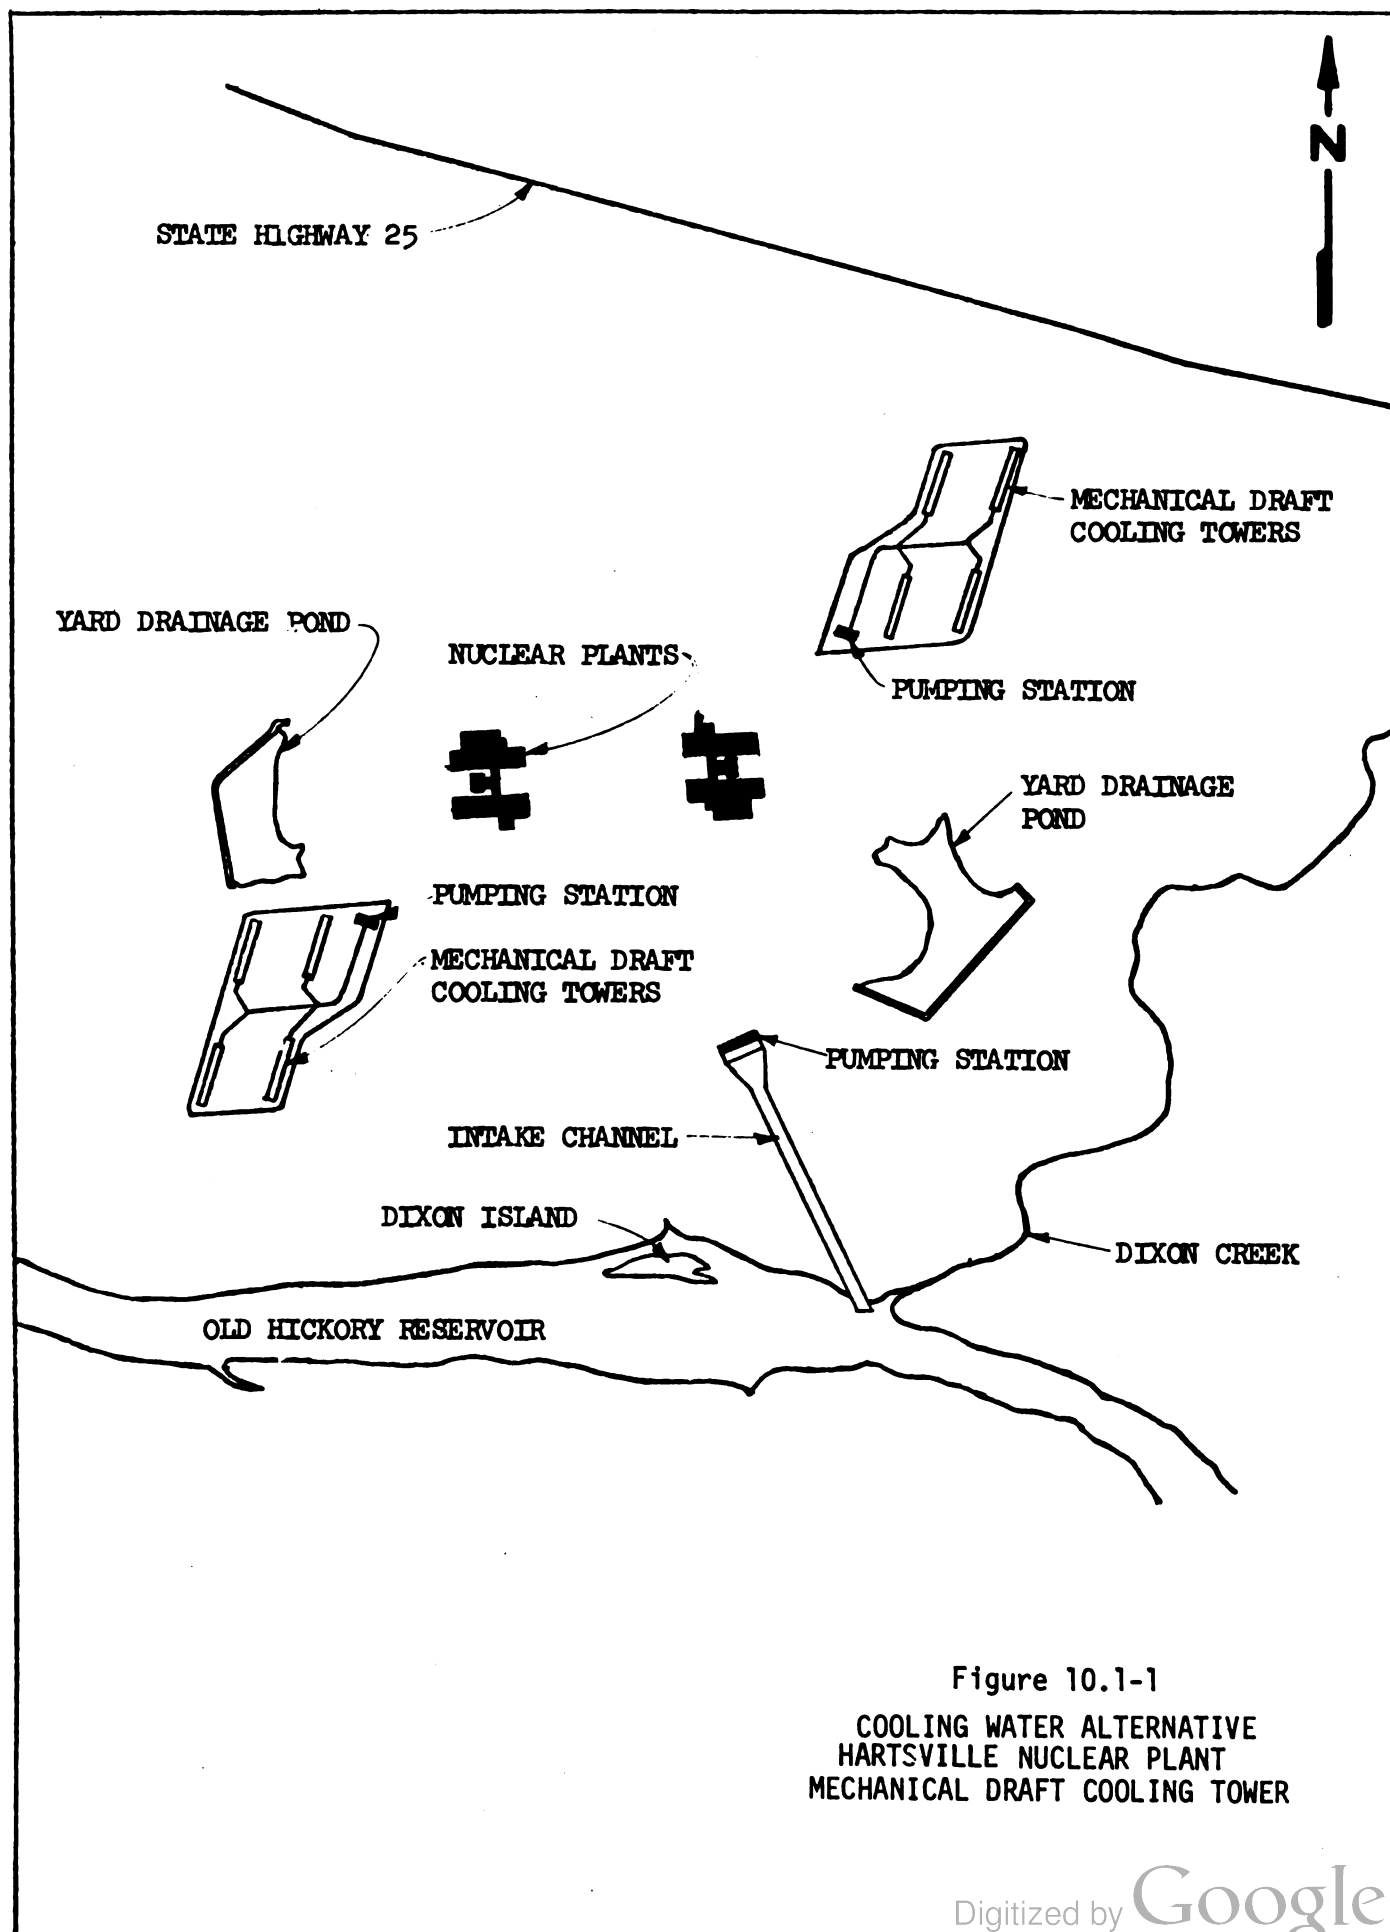 N
STATE HIGHWAY 25
MECHANICAL DRAFT
COOLING TOWERS
YARD DRAINAGE POND
NUCLEAR PLANTS
PUMPING STATION
YARD DRAINAGE
POND
PUMPING STATION
MECHANICAL DRAFT
COOLING TOWERS
PUMPING STATION
INTAKE CHANNEL
DIXON ISLAND
DIXON CREEK
OLD HICKORY RESERVOIR
Figure 10.1-1
COOLING WATER ALTERNATIVE
HARTSVILLE NUCLEAR PLANT
MECHANICAL DRAFT COOLING TOWER
Digitized by Google